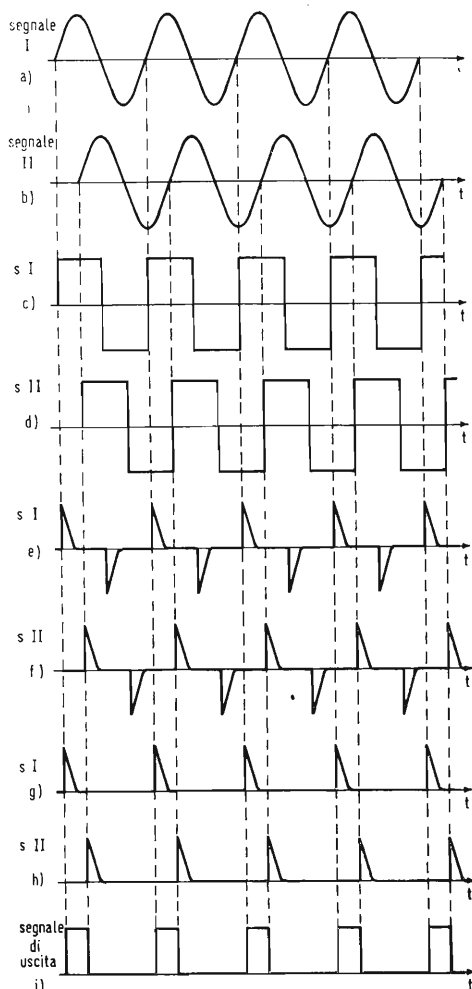 segnale
I
a)
segnale
II
b)
t
s I
c)
t
s II
d)
t
s I
e)
t
s II
f)
t
s I
g)
t
s II
h)
t
segnale
di
uscita
i)
t